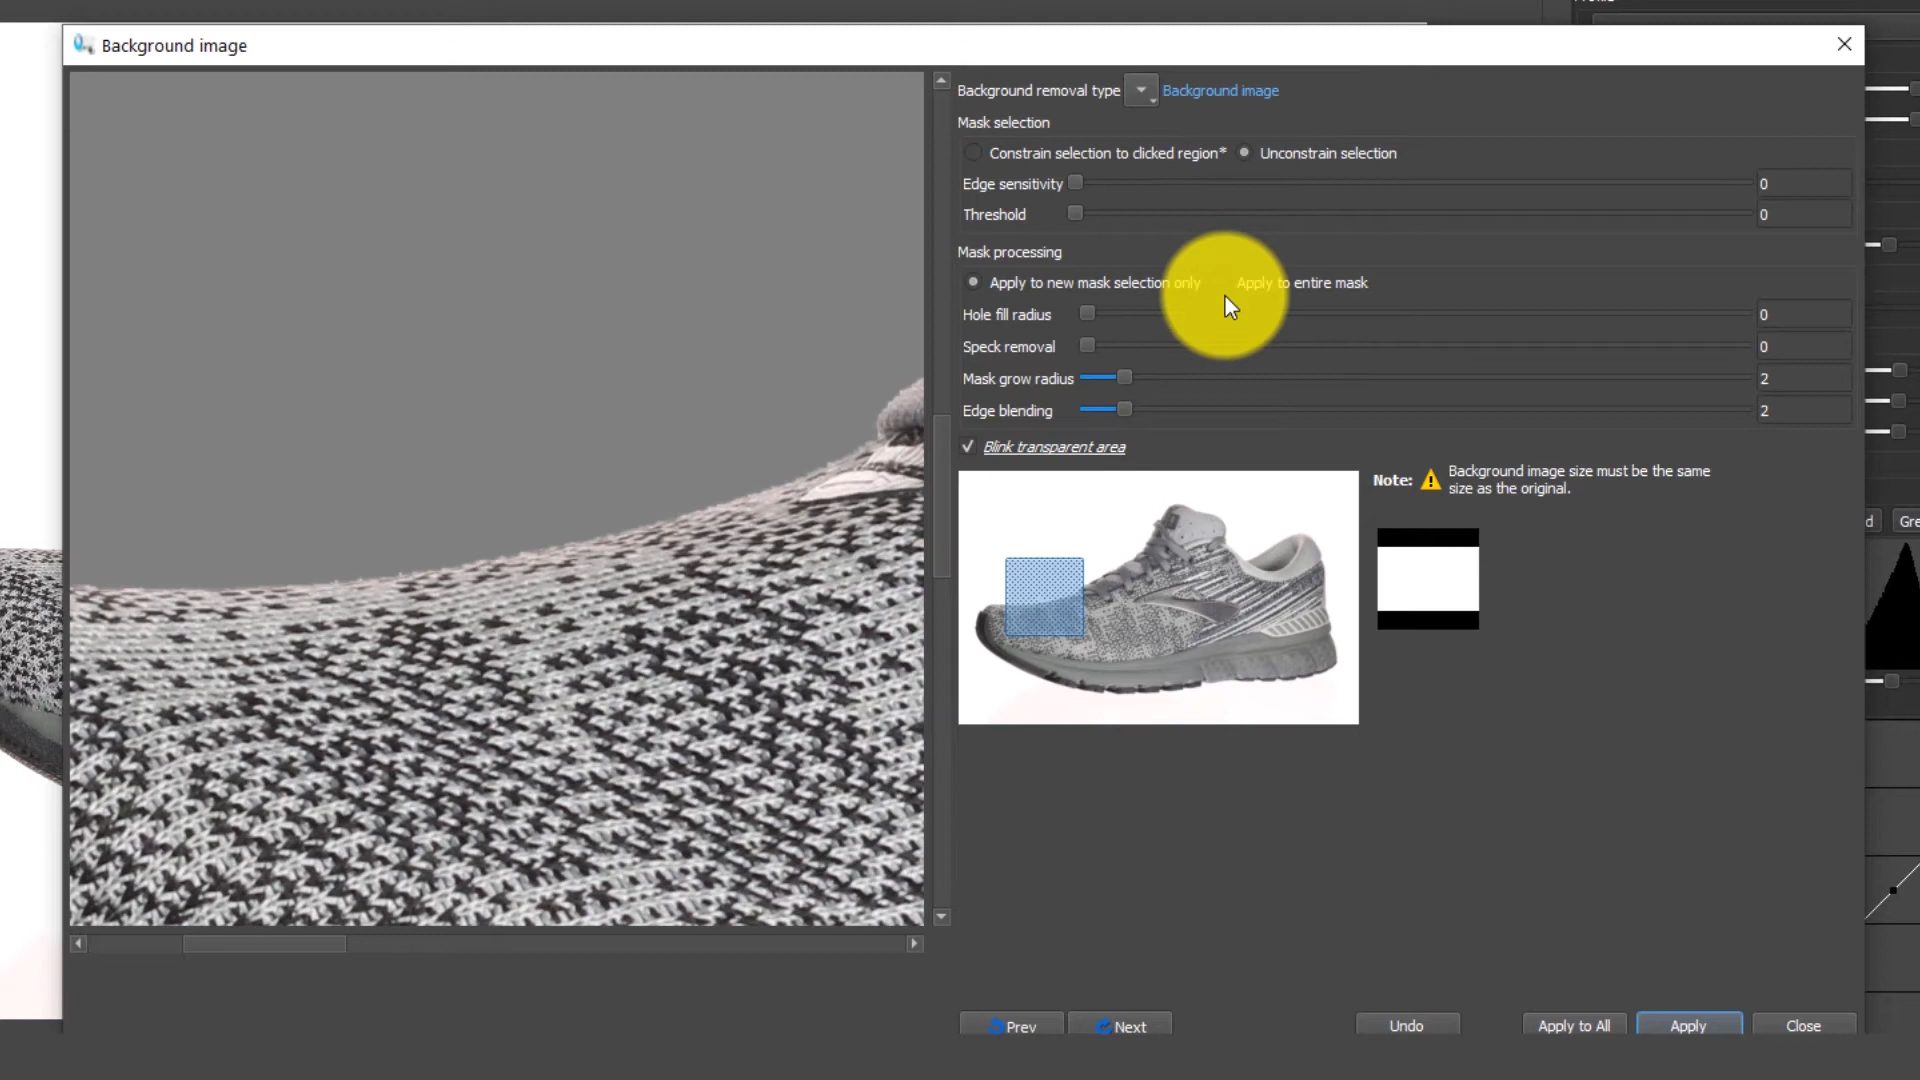 Background image
Background removal type Background image
Mask selection
Constrain selection to clicked region* Unconstrain selection
Edge sensitivity 0
Threshold 0
Mask processing
Apply to new mask selection only Apply to entire mask
Hole fill radius 0
Speck removal 0
Mask grow radius 2
Edge blending 2
Blink transparent area
Note: Background image size must be the same
size as the original.
d Gre
Prev Next Undo Apply to All Apply Close